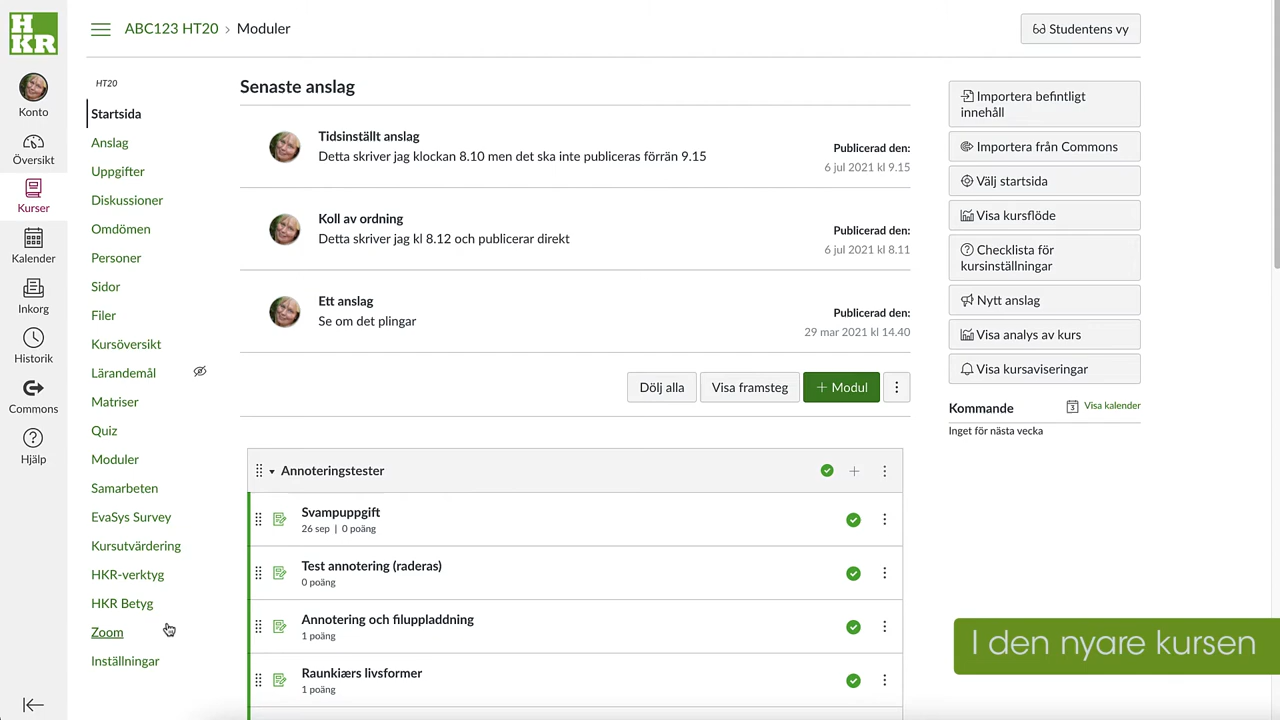 HKR
Konto
Översikt
Kurser
Kalender
Inkorg
Historik
Commons
Hjälp
ABC123 HT20 › Moduler
Studentens vy
HT20
Startsida
Anslag
Uppgifter
Diskussioner
Omdömen
Personer
Sidor
Filer
Kursöversikt
Lärandemål
Matriser
Quiz
Moduler
Samarbeten
EvaSys Survey
Kursutvärdering
HKR-verktyg
HKR Betyg
Zoom
Inställningar
Senaste anslag
Tidsinställt anslag
Detta skriver jag klockan 8.10 men det ska inte publiceras förrän 9.15
Publicerad den:
6 jul 2021 kl 9.15
Koll av ordning
Detta skriver jag kl 8.12 och publicerar direkt
Publicerad den:
6 jul 2021 kl 8.11
Ett anslag
Se om det plingar
Publicerad den:
29 mar 2021 kl 14.40
Dölj alla
Visa framsteg
+ Modul
Annoteringstester
Svampuppgift
26 sep | 0 poäng
Test annotering (raderas)
0 poäng
Annotering och filuppladdning
1 poäng
Raunkiærs livsformer
1 poäng
Importera befintligt
innehåll
Importera från Commons
Välj startsida
Visa kursflöde
Checklista för
kursinställningar
Nytt anslag
Visa analys av kurs
Visa kursaviseringar
Kommande
3 Visa kalender
Inget för nästa vecka
I den nyare kursen